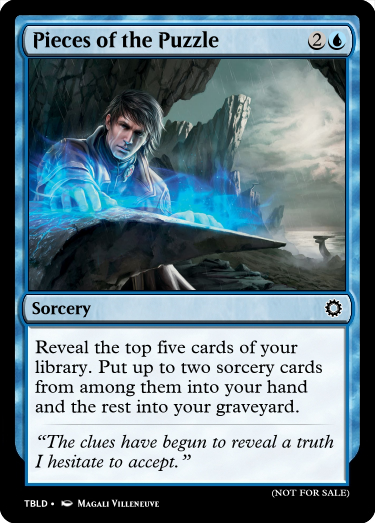 Pieces of the Puzzle 2
Sorcery
Reveal the top five cards of your
library. Put up to two sorcery cards
from among them into your hand
and the rest into your graveyard.
“The clues have begun to reveal a truth
I hesitate to accept.”
(NOT FOR SALE)
TBLD • Magali Villeneuve